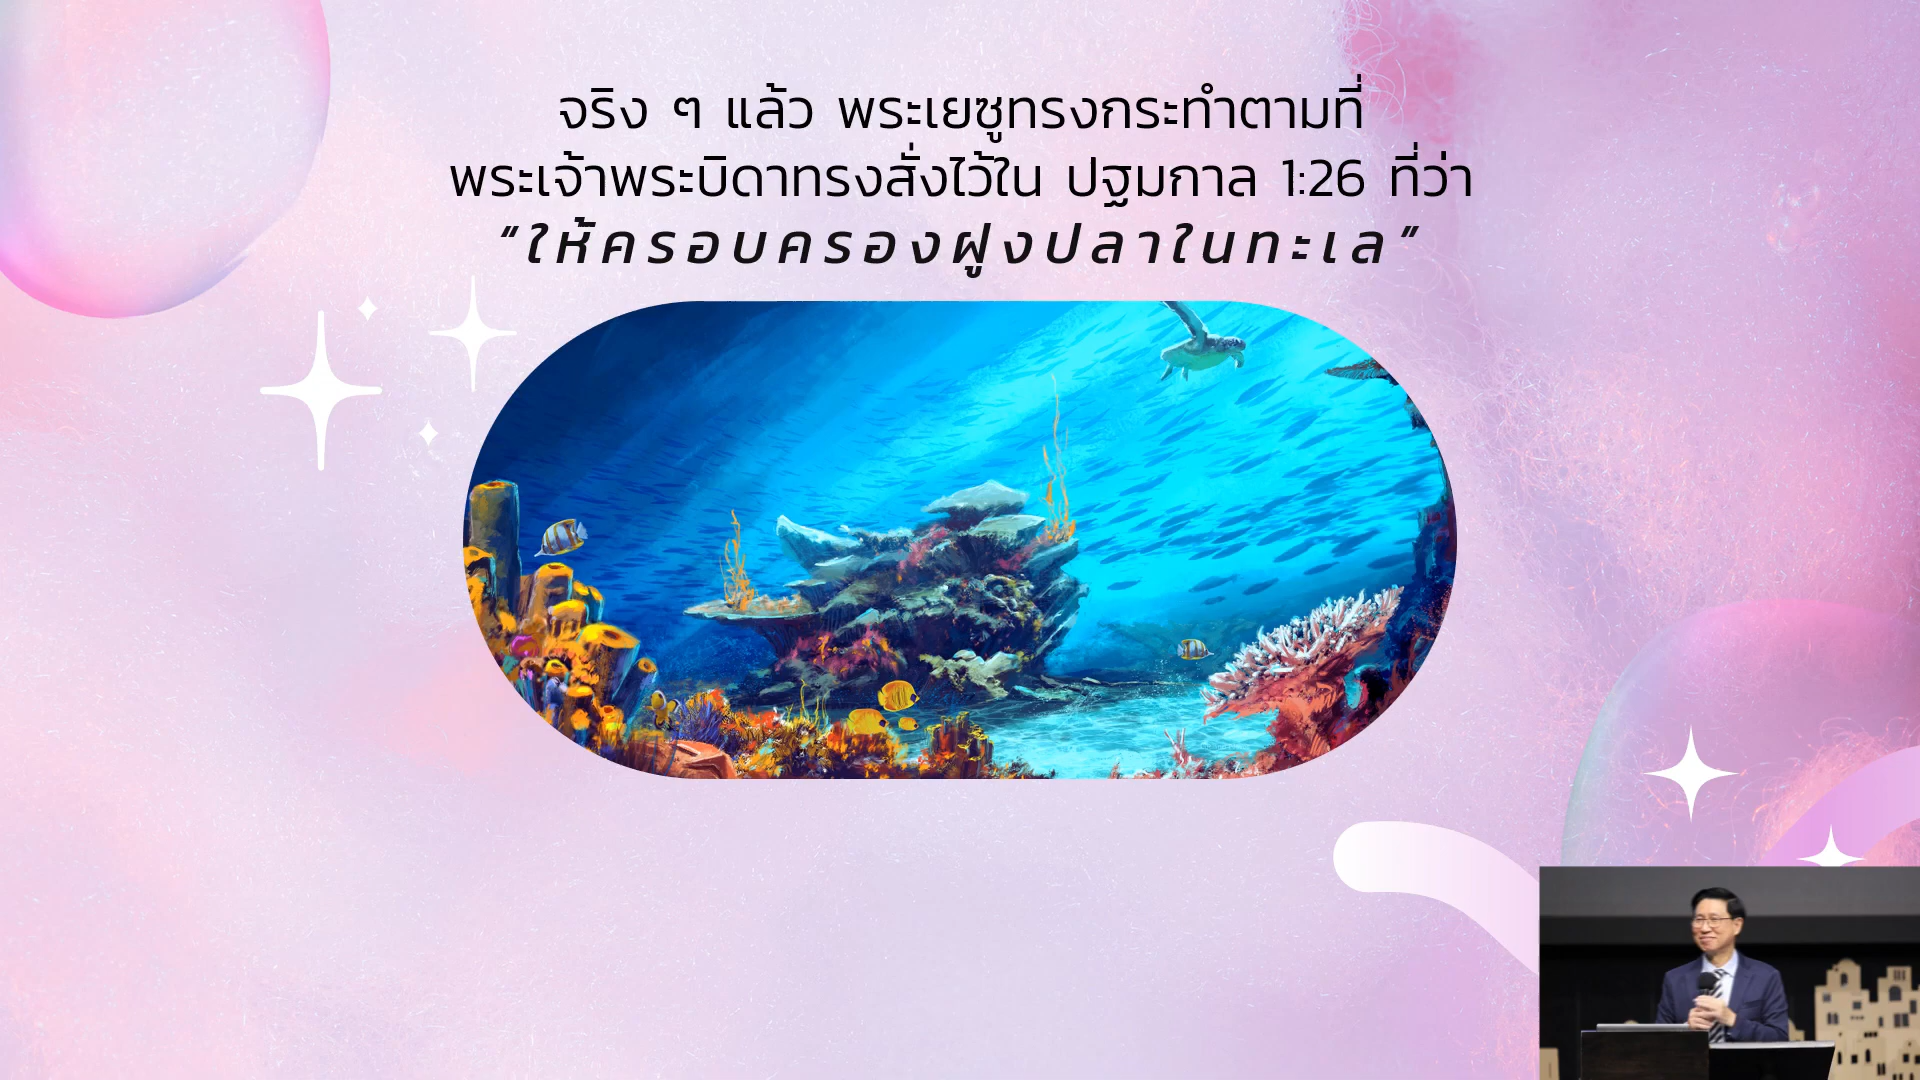 จริง ๆ แล้ว พระเยซูทรงกระทำตามที่
พระเจ้าพระบิดาทรงสั่งไว้ใน ปฐมกาล 1:26 ที่ว่า
“ให้ครอบครองฝูงปลาในทะเล”